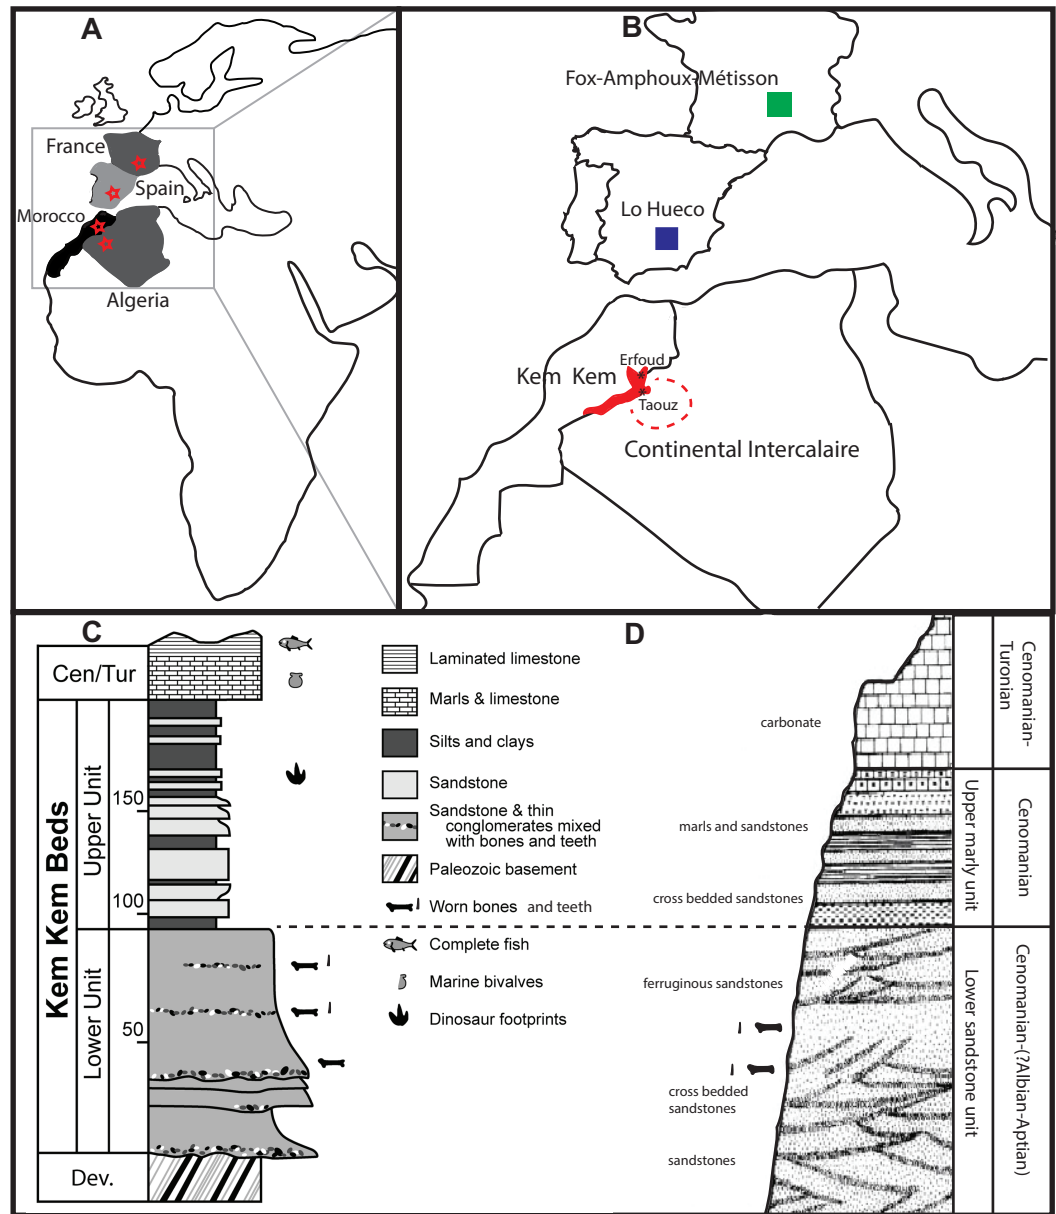 A
France
Spain
Morocco
Algeria
B
Fox-Amphoux-Métisson
Lo Hueco
Erfoud
Kem Kem
Taouz
Continental Intercalaire
C
Cen/Tur
Kem Kem Beds
Upper Unit
Lower Unit
150
100
50
Dev.
Laminated limestone
Marls & limestone
Silts and clays
Sandstone
Sandstone & thin
conglomerates mixed
with bones and teeth
Paleozoic basement
Worn bones and teeth
Complete fish
Marine bivalves
Dinosaur footprints
D
carbonate
marls and sandstones
cross bedded sandstones
ferruginous sandstones
cross bedded
sandstones
sandstones
Upper marly unit
Lower sandstone unit
Cenomanian-
Turonian
Cenomanian
Cenomanian-(?Albian-Aptian)